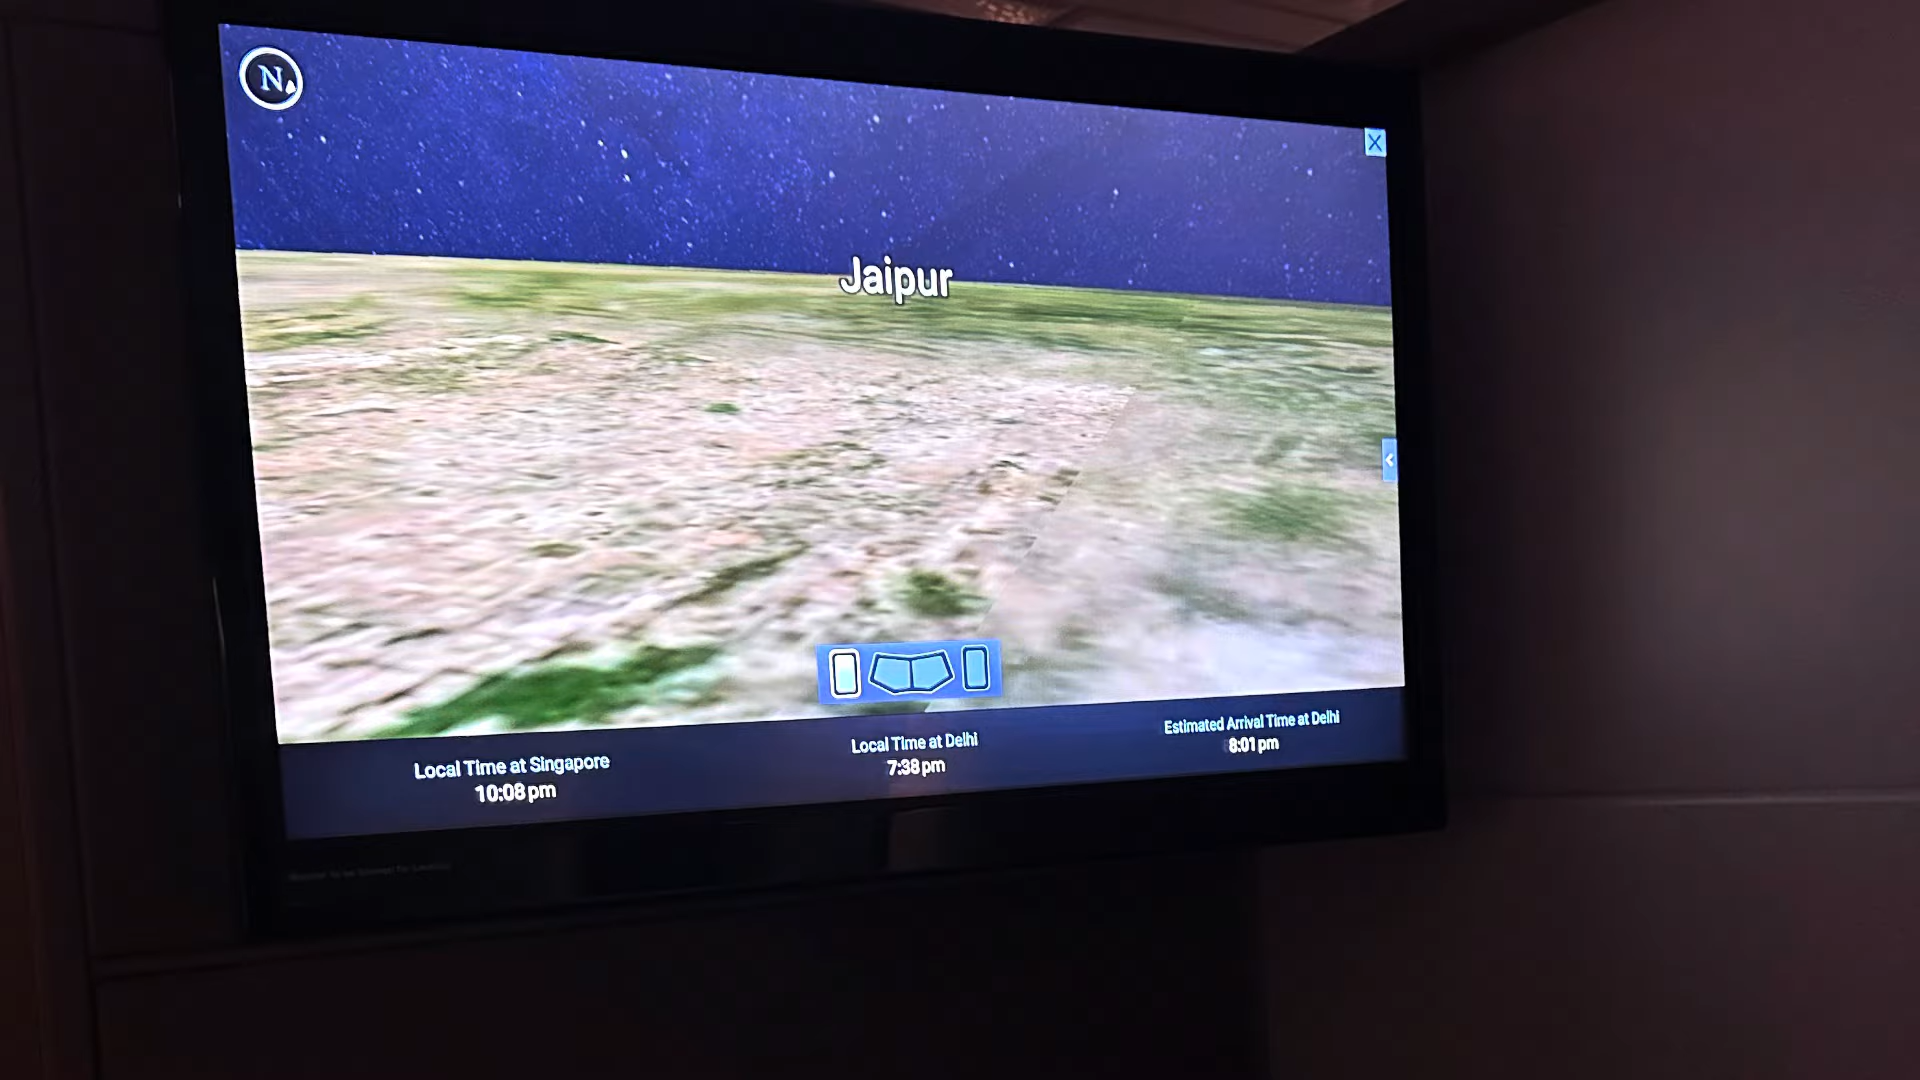 N
Jaipur
Local Time at Singapore
10:08 pm
Local Time at Delhi
7:38 pm
Estimated Arrival Time at Delhi
8:01 pm